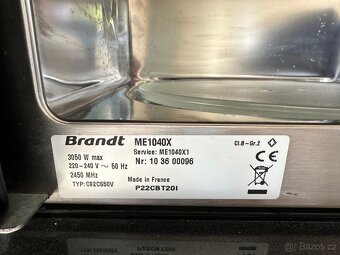 Brandt ME1040X
Service: ME1040X1
Nr: 10 36 00096
Cl.B - Gr.2
3050 W max
220-240 V ~ 50 Hz
2450 MHz
TYP: C92CS50V
Made in France
P22CBT20I
CE
bazos.cz